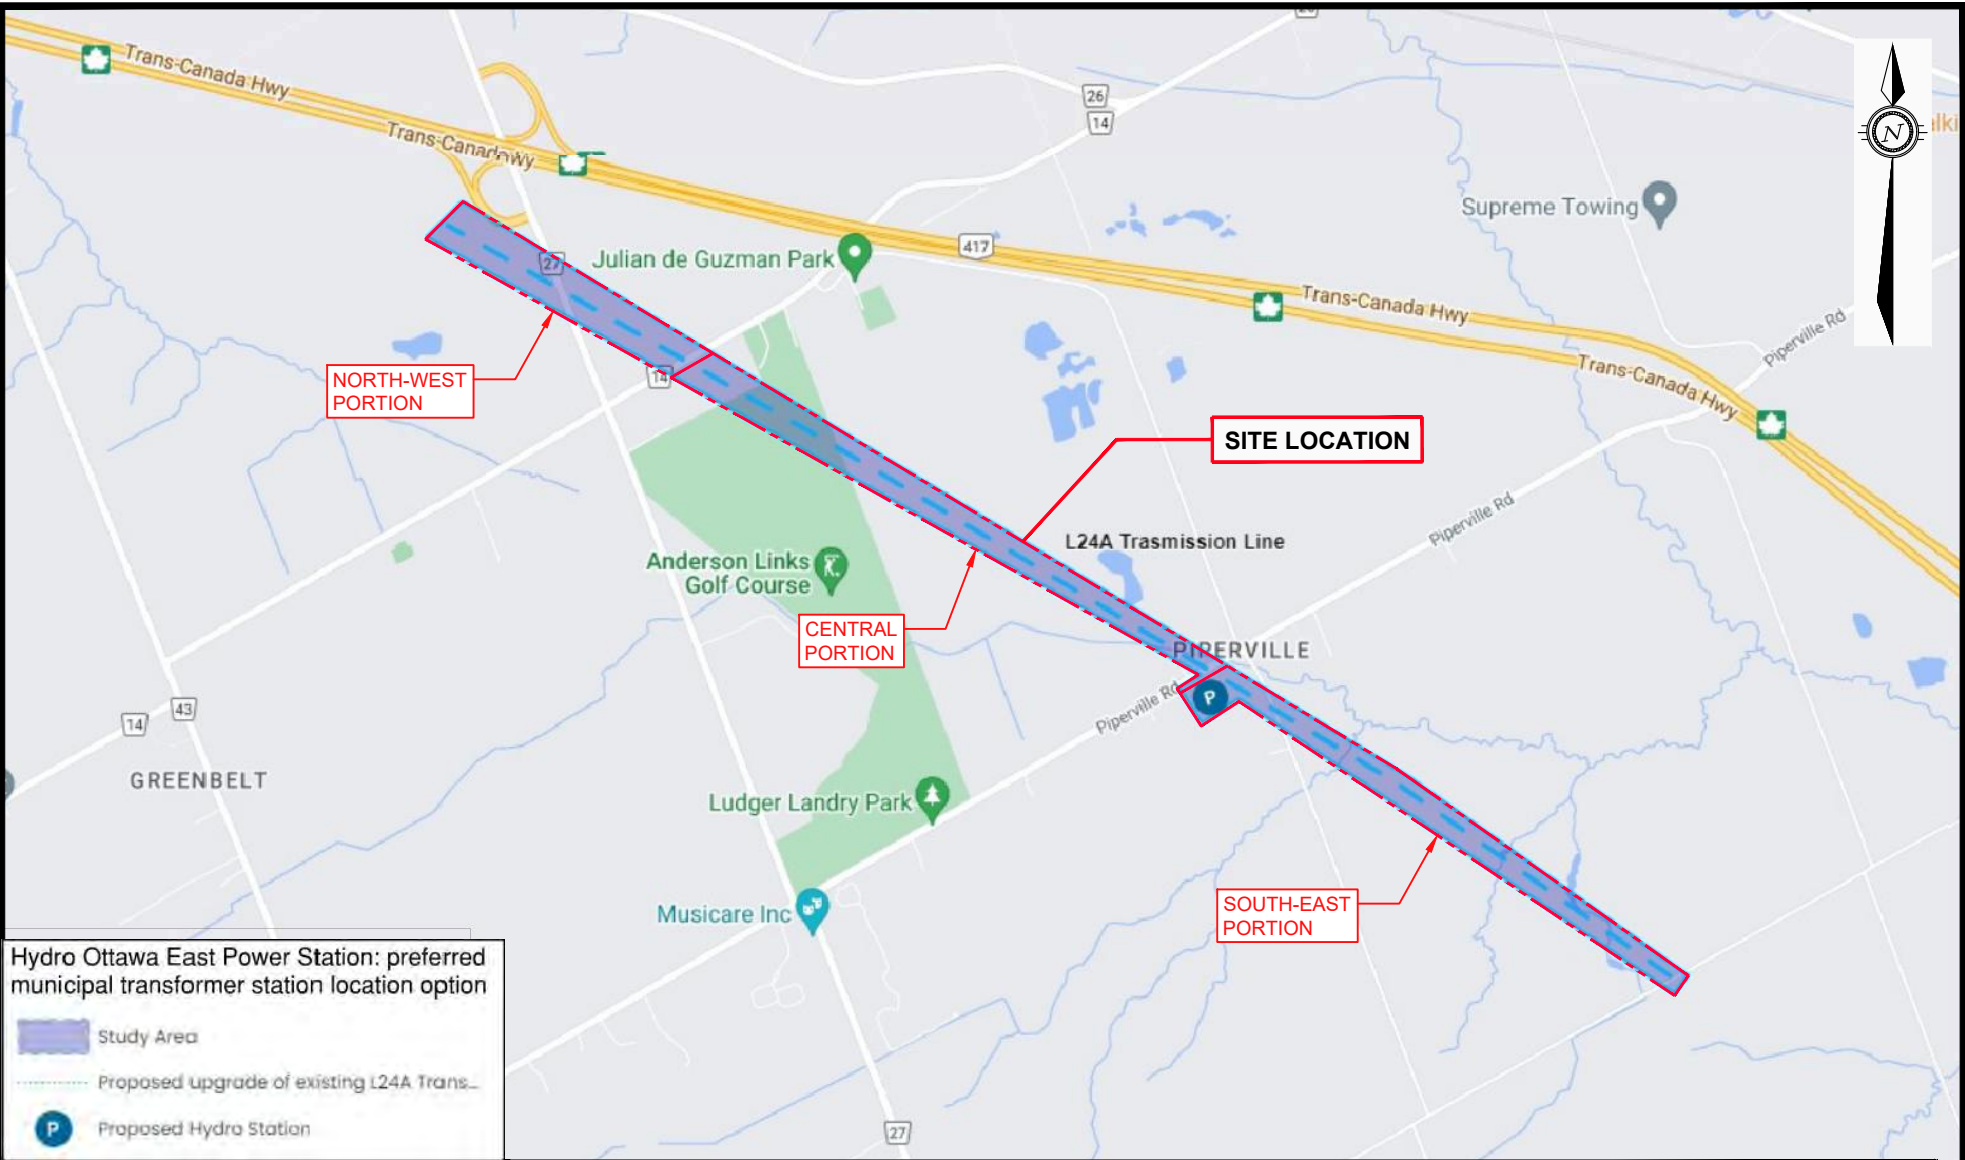 26
Trans-Canada Hwy
26
14
N
Trans-Canada
Wy
Supreme Towing
417
Julian de Guzman Park
27
Trans-Canada Hwy
Piperville Rd
Trans-Canada Hwy
NORTH-WEST
PORTION
14
SITE LOCATION
Piperville Rd
L24A Trasmission Line
Anderson Links
Golf Course
CENTRAL
PORTION
PIPERVILLE
Piperville Rd
P
43
14
GREENBELT
Ludger Landry Park
Musicare Inc
SOUTH-EAST
PORTION
27
Hydro Ottawa East Power Station: preferred
municipal transformer station location option
Study Area
Proposed upgrade of existing L24A Trans...
P
Proposed Hydro Station